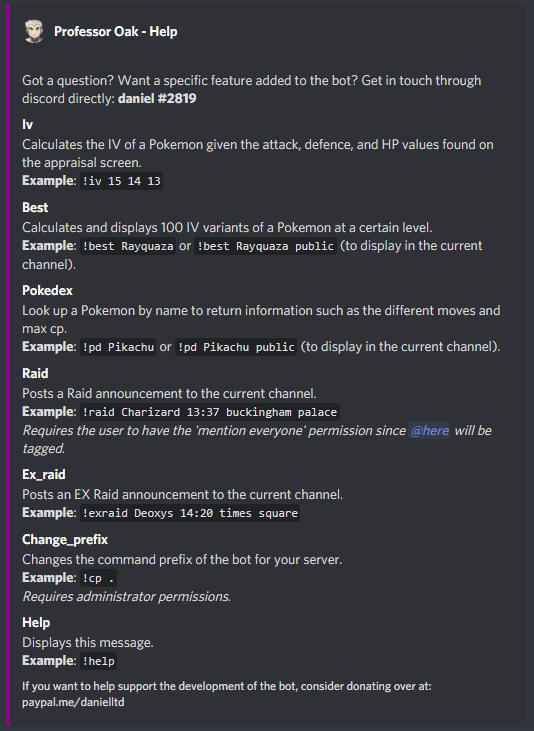 Professor Oak - Help
Got a question? Want a specific feature added to the bot? Get in touch through
discord directly: daniel #2819
Iv
Calculates the IV of a Pokemon given the attack, defence, and HP values found on
the appraisal screen.
Example: !iv 15 14 13
Best
Calculates and displays 100 IV variants of a Pokemon at a certain level.
Example: !best Rayquaza or !best Rayquaza public (to display in the current
channel).
Pokedex
Look up a Pokemon by name to return information such as the different moves and
max cp.
Example: !pd Pikachu or !pd Pikachu public (to display in the current channel).
Raid
Posts a Raid announcement to the current channel.
Example: !raid Charizard 13:37 buckingham palace
Requires the user to have the 'mention everyone' permission since @here will be
tagged.
Ex_raid
Posts an EX Raid announcement to the current channel.
Example: !exraid Deoxys 14:20 times square
Change_prefix
Changes the command prefix of the bot for your server.
Example: !cp .
Requires administrator permissions.
Help
Displays this message.
Example: !help
If you want to help support the development of the bot, consider donating over at:
paypal.me/danielltd